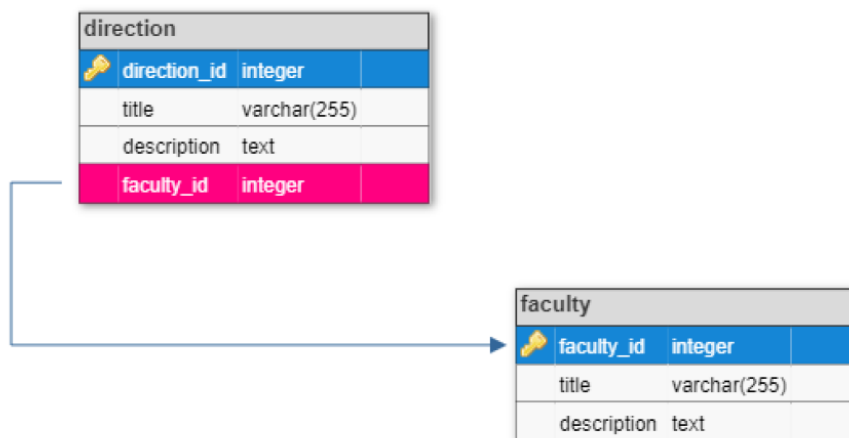 direction
direction_id integer
title varchar(255)
description text
faculty_id integer
faculty
faculty_id integer
title varchar(255)
description text